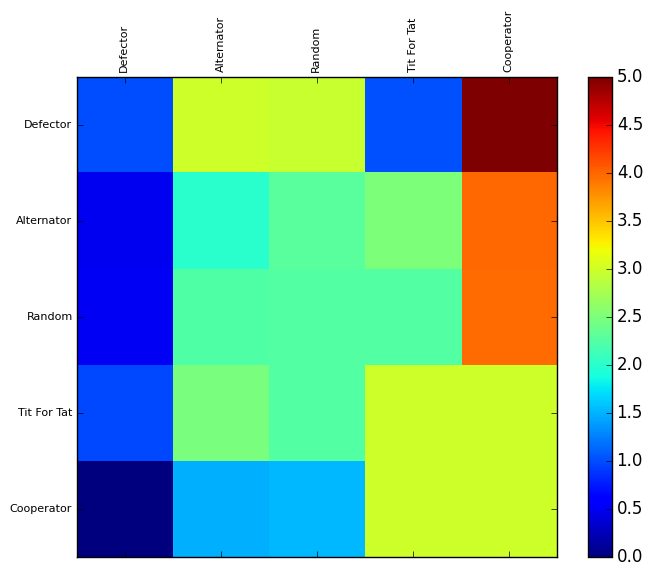 Defector
Alternator
Random
Tit For Tat
Cooperator
Defector
Alternator
Random
Tit For Tat
Cooperator
5.0
4.5
4.0
3.5
3.0
2.5
2.0
1.5
1.0
0.5
0.0